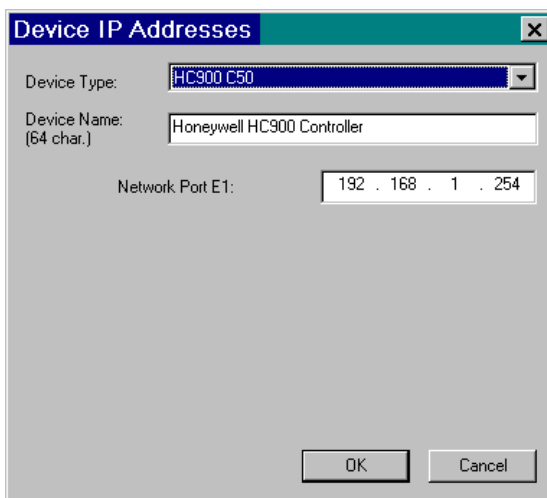 Device IP Addresses
Device Type: HC900 C50
Device Name: Honeywell HC900 Controller
(64 char.)
Network Port E1: 192 . 168 . 1 . 254
OK Cancel